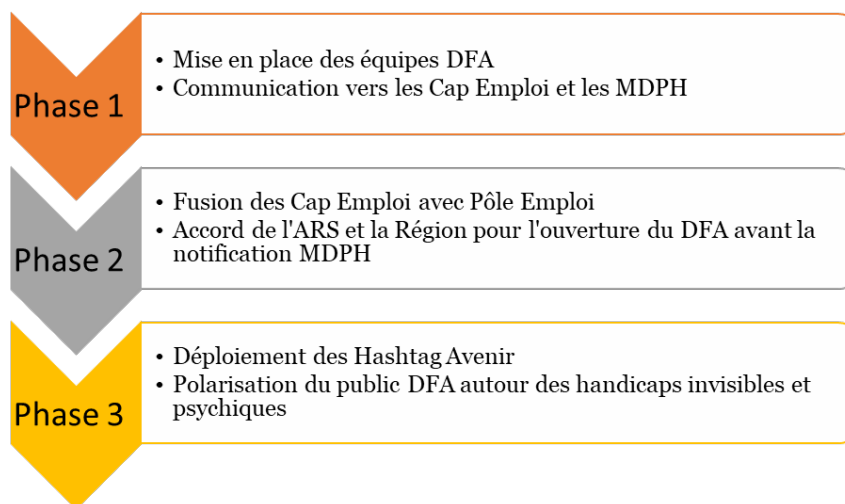 Phase 1
• Mise en place des équipes DFA
• Communication vers les Cap Emploi et les MDPH
Phase 2
• Fusion des Cap Emploi avec Pôle Emploi
• Accord de l'ARS et la Région pour l'ouverture du DFA avant la
notification MDPH
Phase 3
• Déploiement des Hashtag Avenir
• Polarisation du public DFA autour des handicaps invisibles et
psychiques